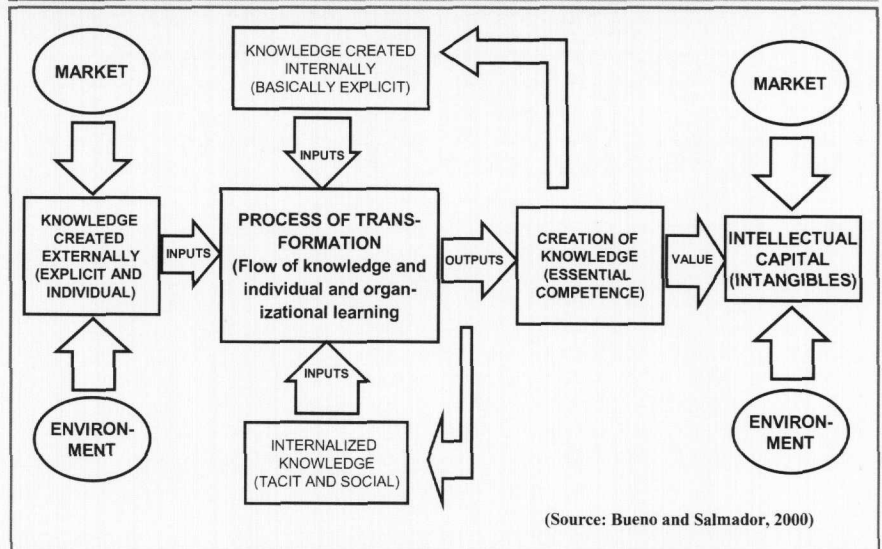 MARKET
KNOWLEDGE CREATED
INTERNALLY
(BASICALLY EXPLICIT)
MARKET
INPUTS
KNOWLEDGE
CREATED
EXTERNALLY
(EXPLICIT AND
INDIVIDUAL)
INPUTS
PROCESS OF TRANS-
FORMATION
(Flow of knowledge and
individual and organ-
izational learning
OUTPUTS
CREATION OF
KNOWLEDGE
(ESSENTIAL
COMPETENCE)
VALUE
INTELLECTUAL
CAPITAL
(INTANGIBLES)
INPUTS
ENVIRON-
MENT
INTERNALIZED
KNOWLEDGE
(TACIT AND SOCIAL)
ENVIRON-
MENT
(Source: Bueno and Salmador, 2000)